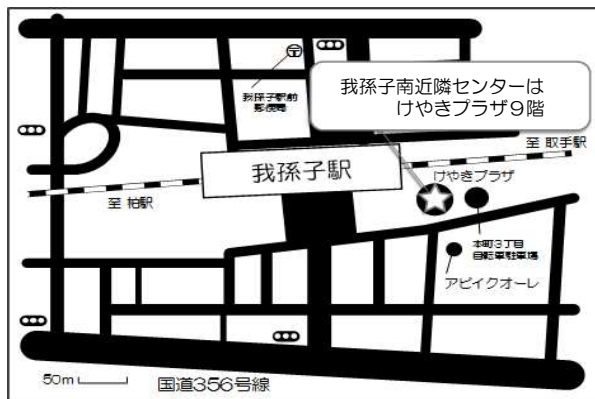 我孫子駅前
郵便局
我孫子南近隣センターは
けやきプラザ9階
至 取手駅
我孫子駅
けやきプラザ
至 柏駅
本町3丁目
自転車駐車場
アビイクオーレ
50m
国道356号線